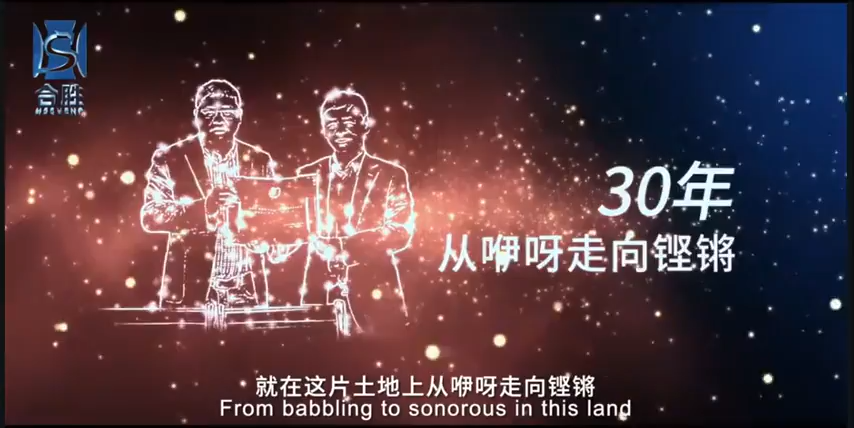 合胜
30年
从咿呀走向铿锵
就在这片土地上从咿呀走向铿锵
From babbling to sonorous in this land